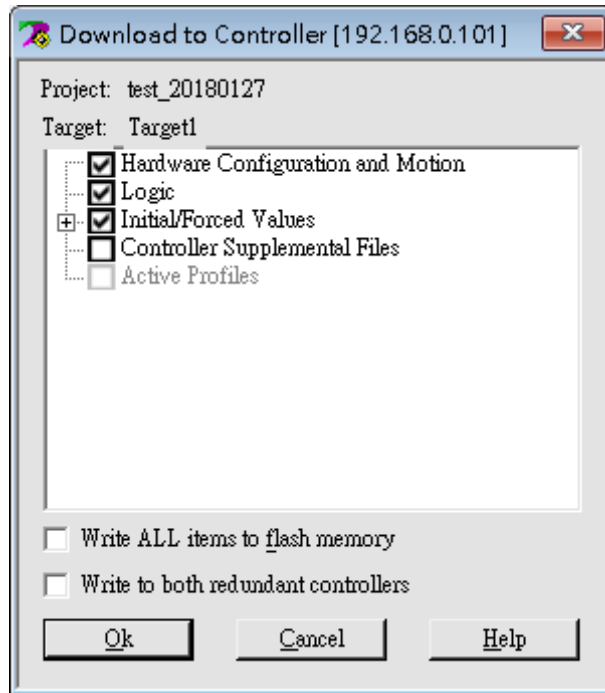 Download to Controller [192.168.0.101]
Project: test_20180127
Target: Target1
Hardware Configuration and Motion
Logic
Initial/Forced Values
Controller Supplemental Files
Active Profiles
Write ALL items to flash memory
Write to both redundant controllers
Ok Cancel Help